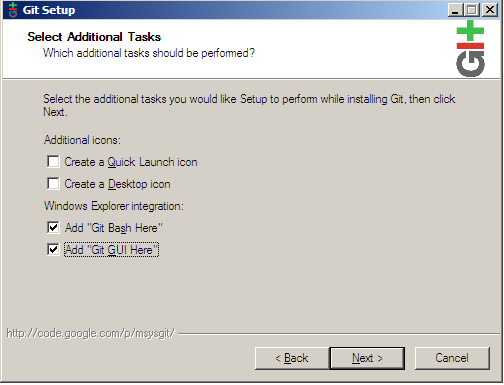 Git Setup
Select Additional Tasks
Which additional tasks should be performed?
Git
Select the additional tasks you would like Setup to perform while installing Git, then click
Next.
Additional icons:
Create a Quick Launch icon
Create a Desktop icon
Windows Explorer integration:
Add "Git Bash Here"
Add "Git GUI Here"
http://code.google.com/p/msysgit/
< Back
Next >
Cancel